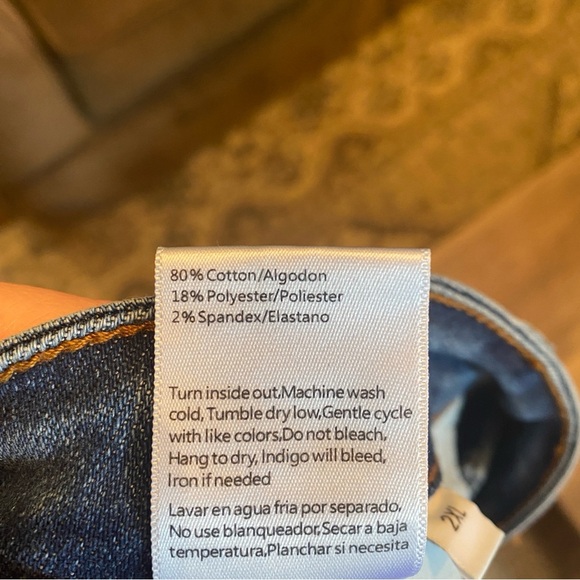 80% Cotton/Algodon
18% Polyester/Poliester
2% Spandex/Elastano
Turn inside out,Machine wash
cold, Tumble dry low,Gentle cycle
with like colors,Do not bleach,
Hang to dry, Indigo will bleed,
Iron if needed
Lavar en agua fria por separado,
No use blanqueador,Secar a baja
temperatura,Planchar si necesita
2XL